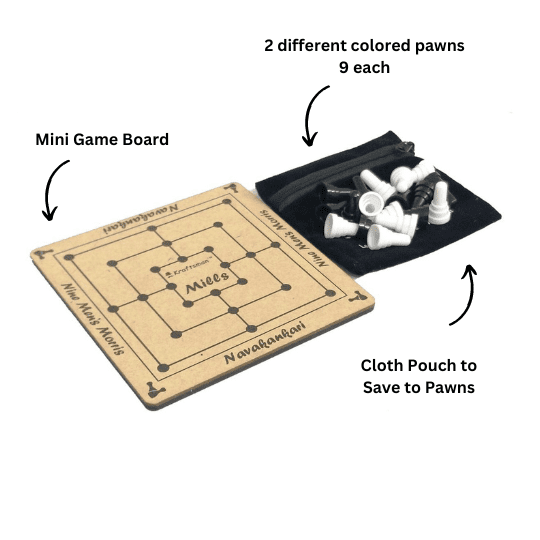 2 different colored pawns
9 each
Mini Game Board
Navakankari
Nine Men's Morris
Kraftsman
Mills
Nine Men's Morris
Navakankari
Cloth Pouch to
Save to Pawns